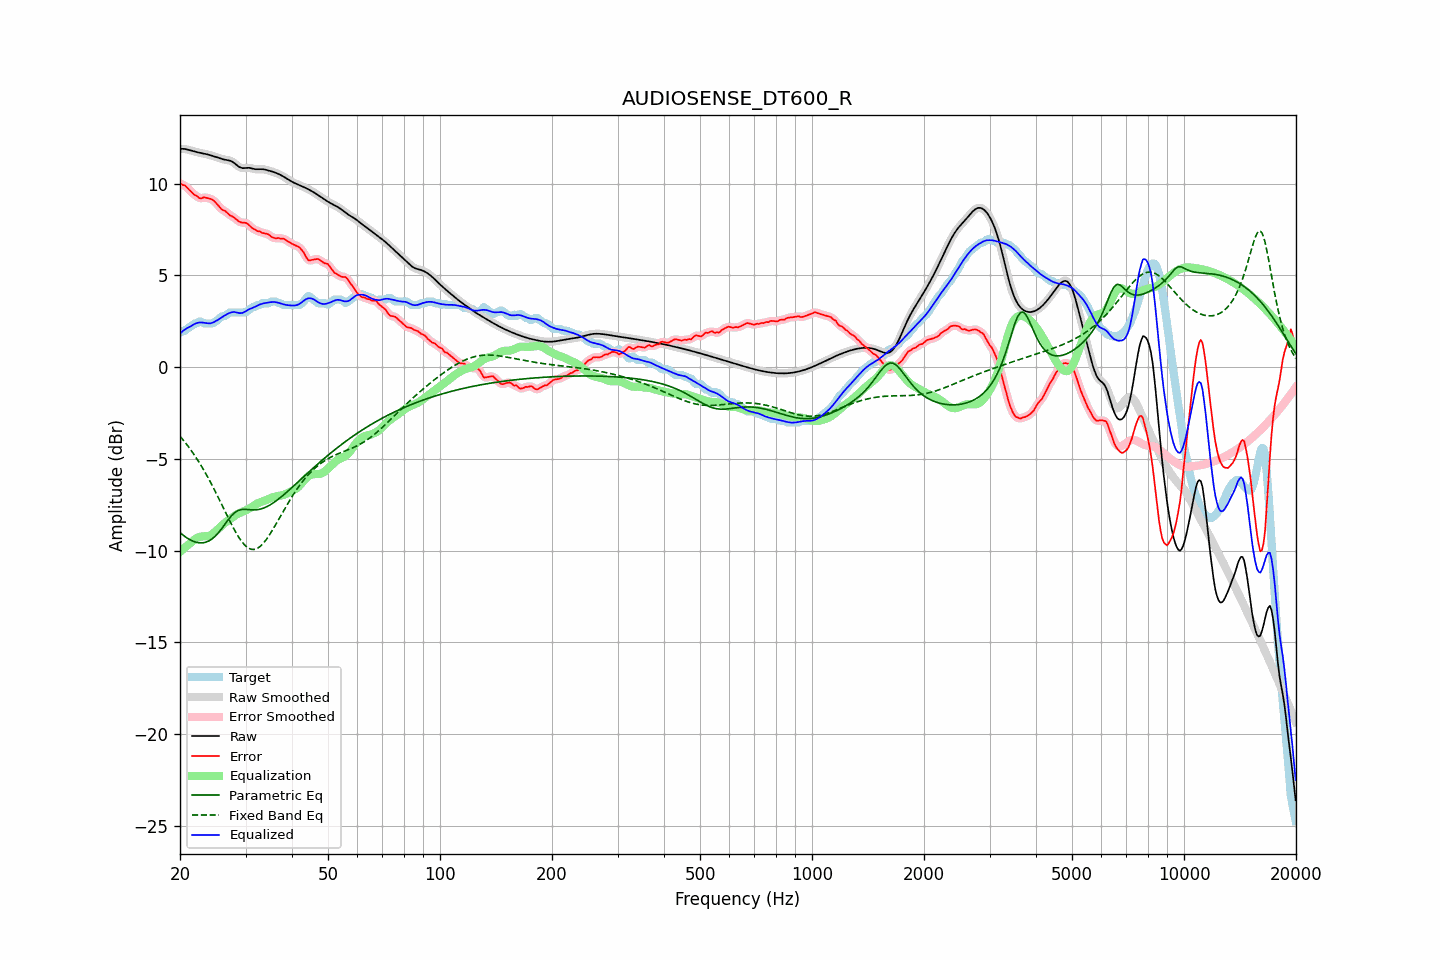 AUDIOSENSE_DT600_R
Amplitude (dBr)
10
5
0
−5
−10
−15
−20
−25
Target
Raw Smoothed
Error Smoothed
Raw
Error
Equalization
Parametric Eq
Fixed Band Eq
Equalized
20
50
100
200
500
1000
2000
5000
10000
20000
Frequency (Hz)